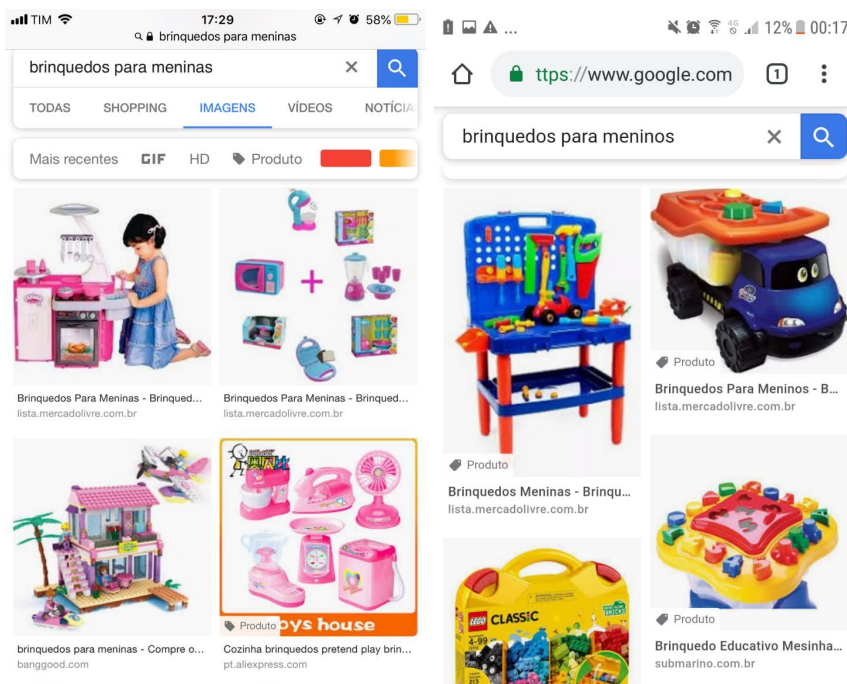 TIM 17:29 58%
brinquedos para meninas
brinquedos para meninas
TODAS SHOPPING IMAGENS VÍDEOS NOTÍCIA
Mais recentes GIF HD Produto
Brinquedos Para Meninas - Brinqued...
lista.mercadolivre.com.br
Brinquedos Para Meninas - Brinqued...
lista.mercadolivre.com.br
Produto
oys house
brinquedos para meninas - Compre o...
banggood.com
Cozinha brinquedos pretend play brin...
pt.aliexpress.com
... 4G 12% 00:17
ttps://www.google.com 1
brinquedos para meninos
Produto
Brinquedos Meninas - Brinqu...
lista.mercadolivre.com.br
Produto
Brinquedos Para Meninos - B...
lista.mercadolivre.com.br
LEGO CLASSIC
4-99
Produto
Brinquedo Educativo Mesinha...
submarino.com.br